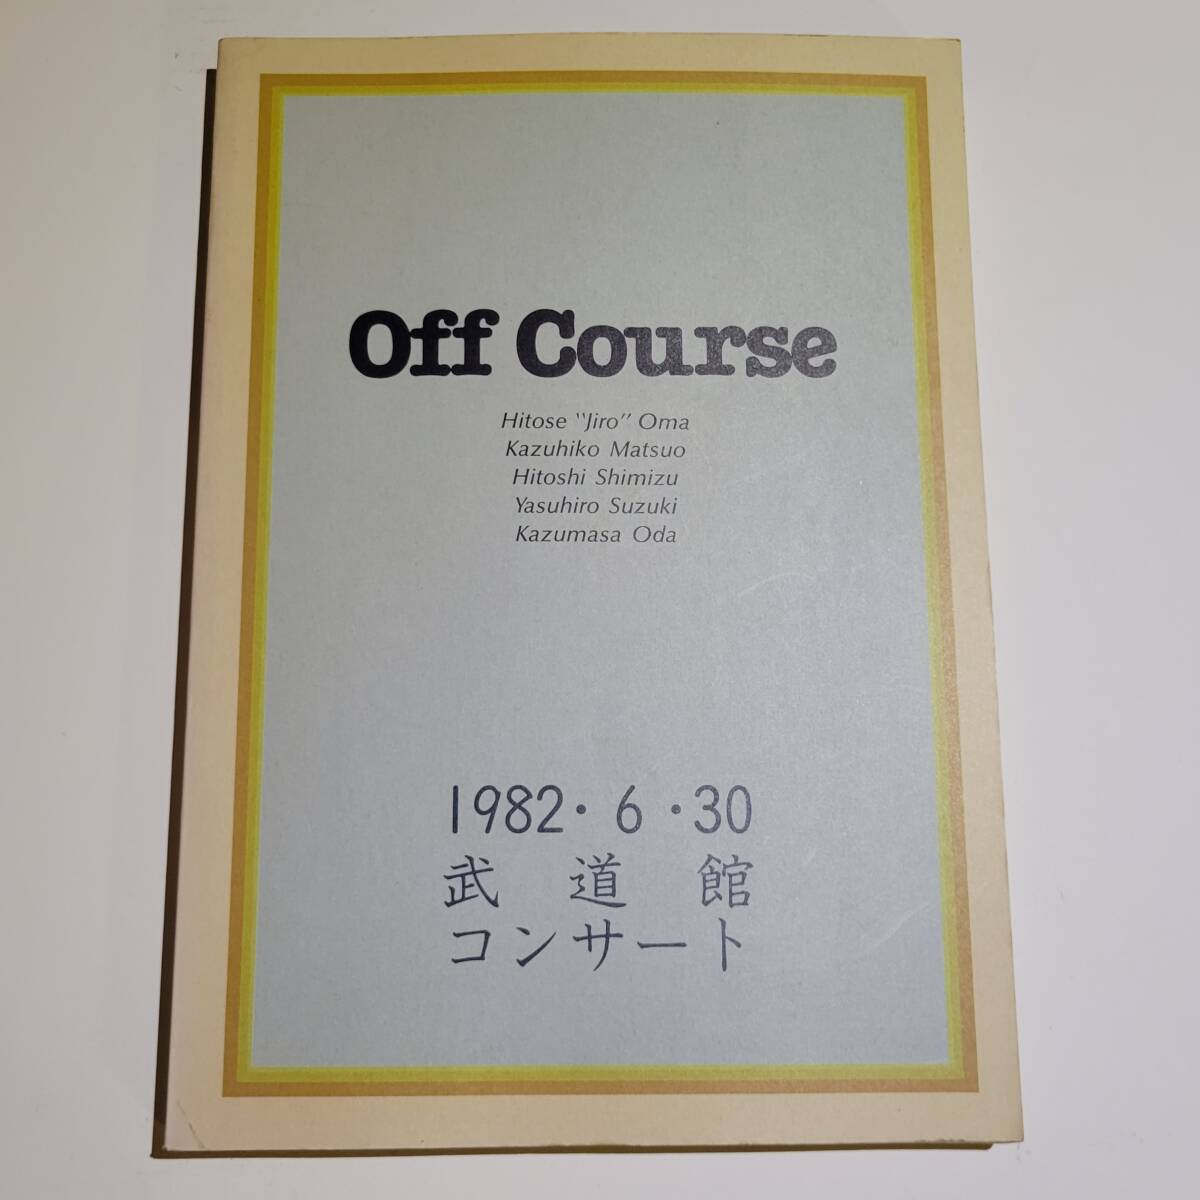 Off Course
Hitose "Jiro" Oma
Kazuhiko Matsuo
Hitoshi Shimizu
Yasuhiro Suzuki
Kazumasa Oda
1982・6・30
武道館
コンサート